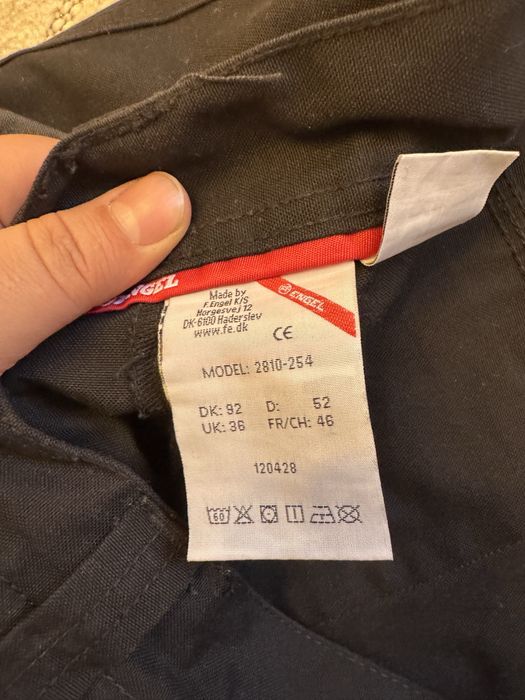 ENGEL
ENGEL
Made by
F. Engel K/S
Norgesvej 12
DK-6100 Haderslev
www.fe.dk
CE
MODEL: 2810-254
DK: 92 D: 52
UK: 36 FR/CH: 46
120428
60